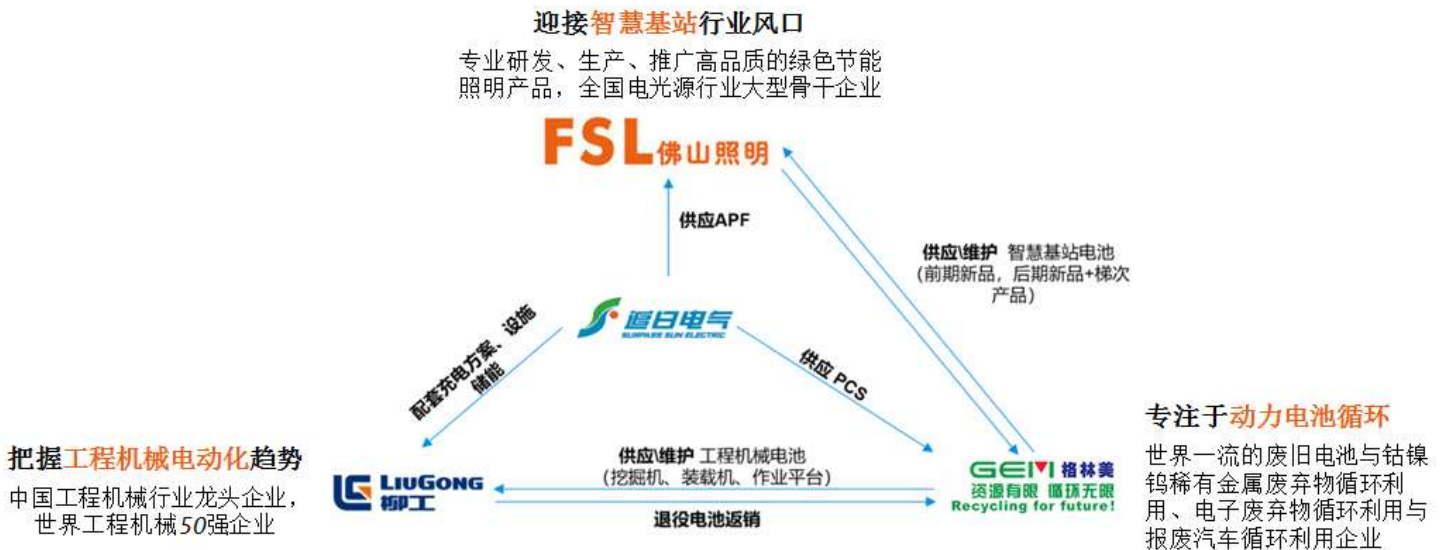 迎接智慧基站行业风口
专业研发、生产、推广高品质的绿色节能
照明产品，全国电光源行业大型骨干企业
FSL佛山照明
供应APF
供应\维护 智慧基站电池
(前期新品，后期新品+梯次
产品)
追日电气
SURPASS SUN ELECTRIC
配套充电方案、设施
储能
供应 PCS
专注于动力电池循环
世界一流的废旧电池与钴镍
钨稀有金属废弃物循环利
用、电子废弃物循环利用与
报废汽车循环利用企业
把握工程机械电动化趋势
中国工程机械行业龙头企业，
世界工程机械50强企业
LIUGONG
柳工
供应\维护 工程机械电池
(挖掘机、装载机、作业平台)
退役电池返销
GEM 格林美
资源有限 循环无限
Recycling for future!